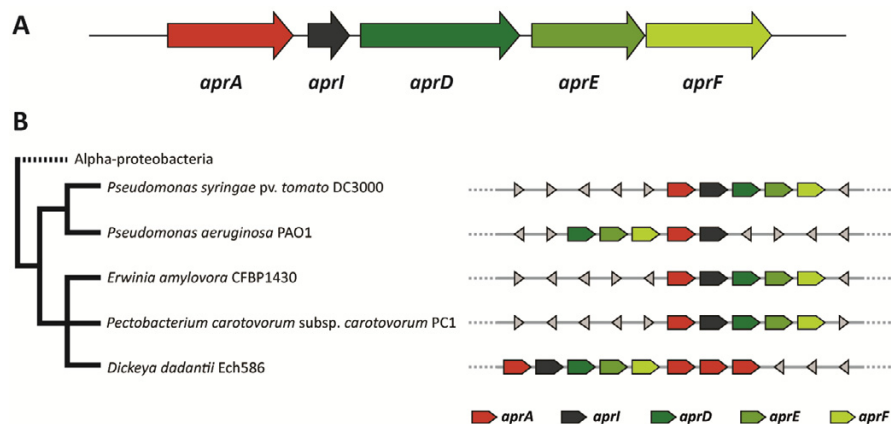 A
aprA aprI aprD aprE aprF
B
Alpha-proteobacteria
Pseudomonas syringae pv. tomato DC3000
Pseudomonas aeruginosa PAO1
Erwinia amylovora CFBP1430
Pectobacterium carotovorum subsp. carotovorum PC1
Dickeya dadantii Ech586
aprA aprI aprD aprE aprF